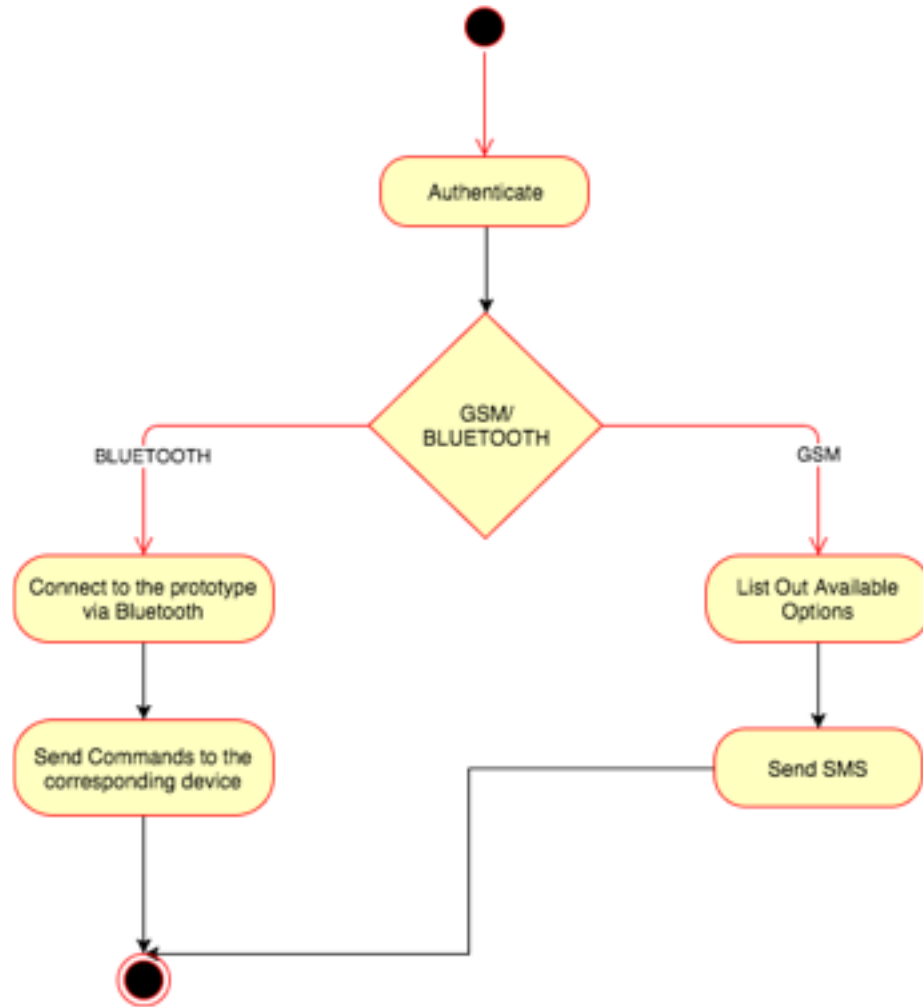 Authenticate
GSM/
BLUETOOTH
BLUETOOTH
GSM
Connect to the prototype
via Bluetooth
List Out Available
Options
Send Commands to the
corresponding device
Send SMS